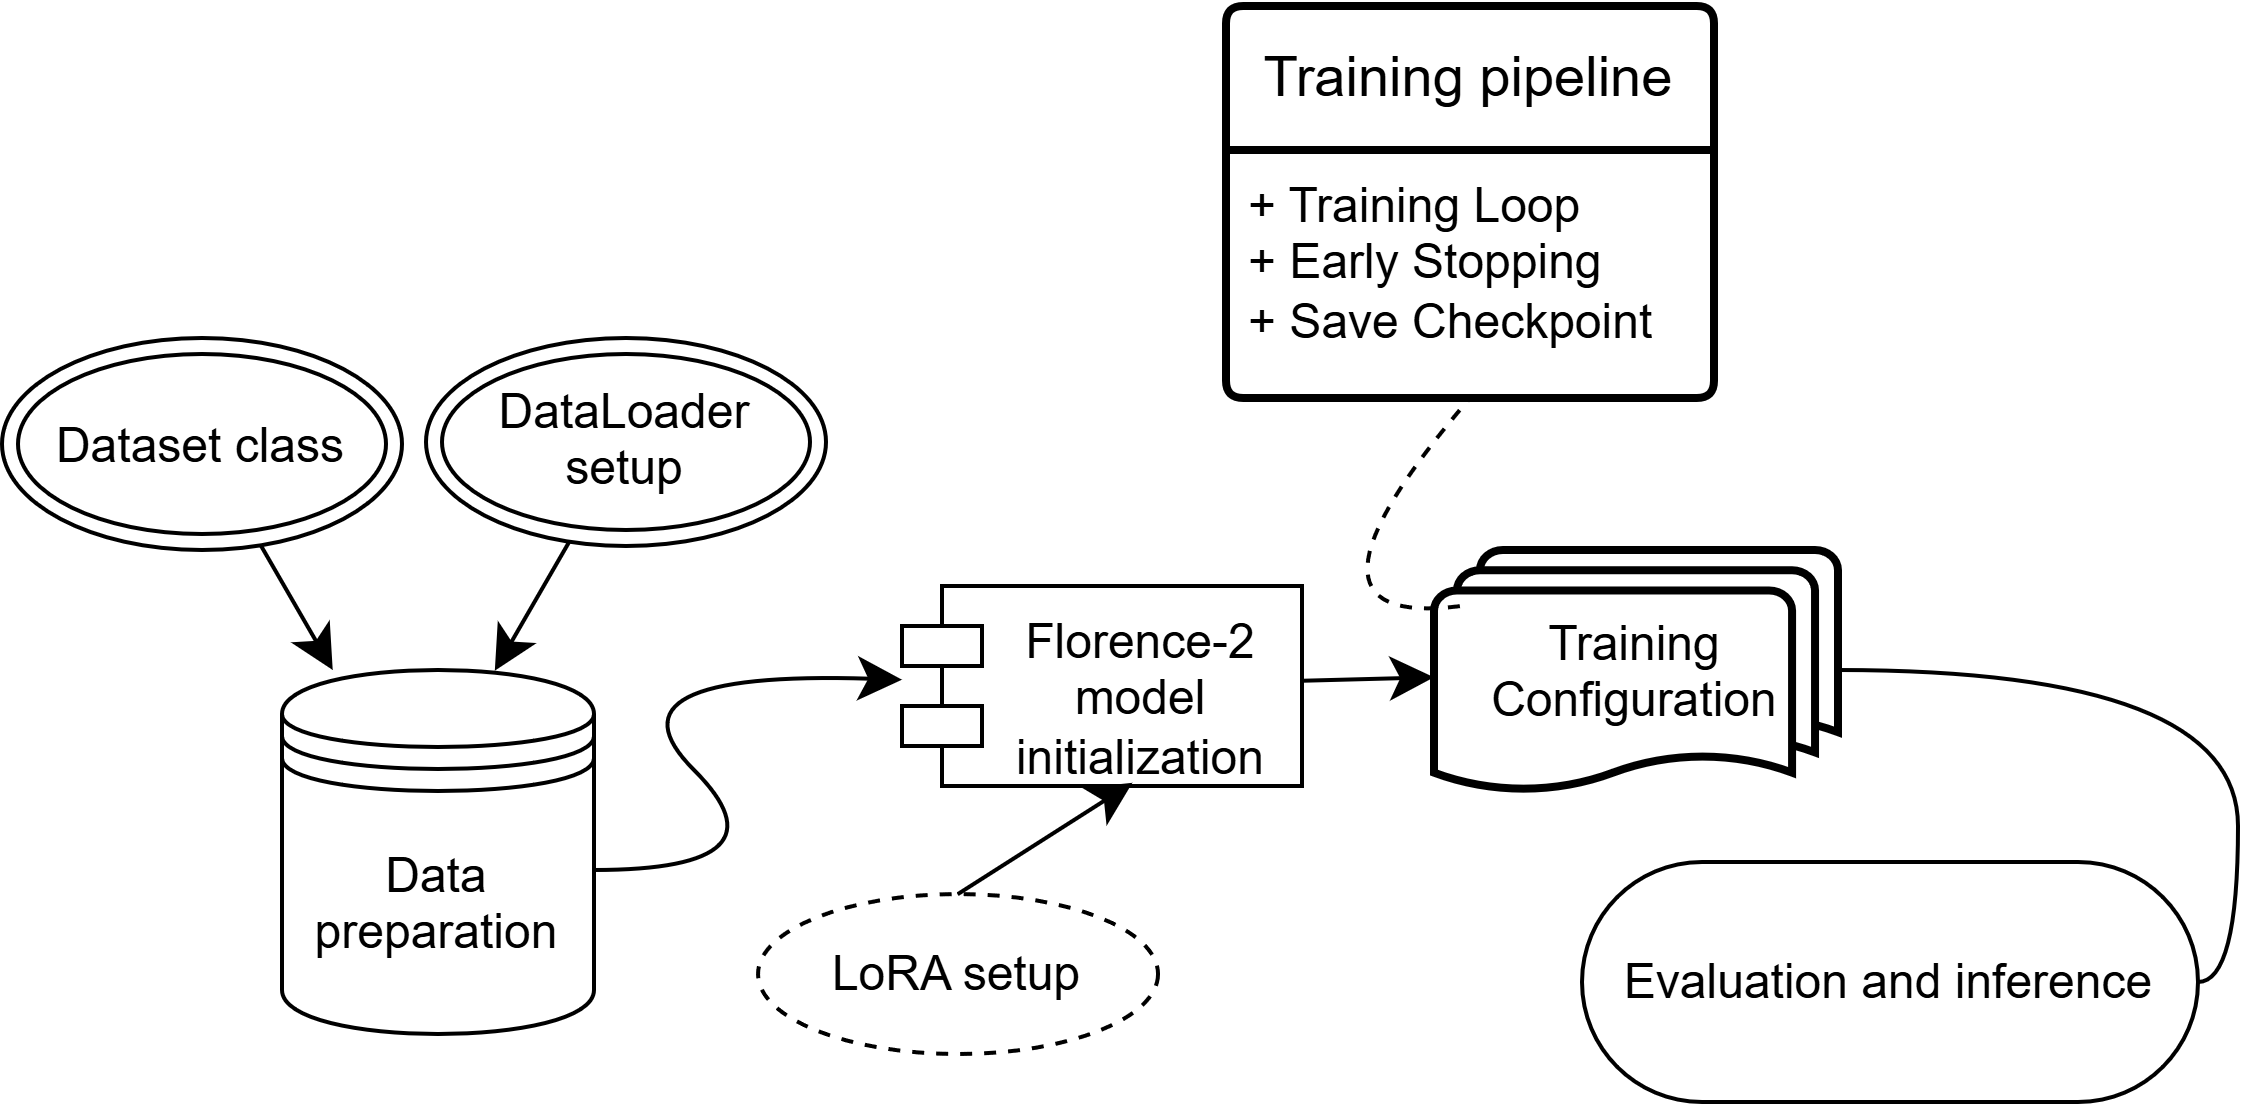 Training pipeline
+ Training Loop
+ Early Stopping
+ Save Checkpoint
Dataset class
DataLoader
setup
Florence-2
model
initialization
Training
Configuration
Data
preparation
LoRA setup
Evaluation and inference